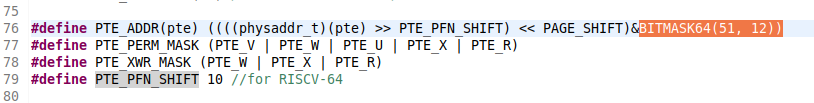 75
76 #define PTE_ADDR(pte) ((((physaddr_t)(pte) >> PTE_PFN_SHIFT) << PAGE_SHIFT)&BITMASK64(51, 12))
77 #define PTE_PERM_MASK (PTE_V | PTE_W | PTE_U | PTE_X | PTE_R)
78 #define PTE_XWR_MASK (PTE_W | PTE_X | PTE_R)
79 #define PTE_PFN_SHIFT 10 //for RISCV-64
80